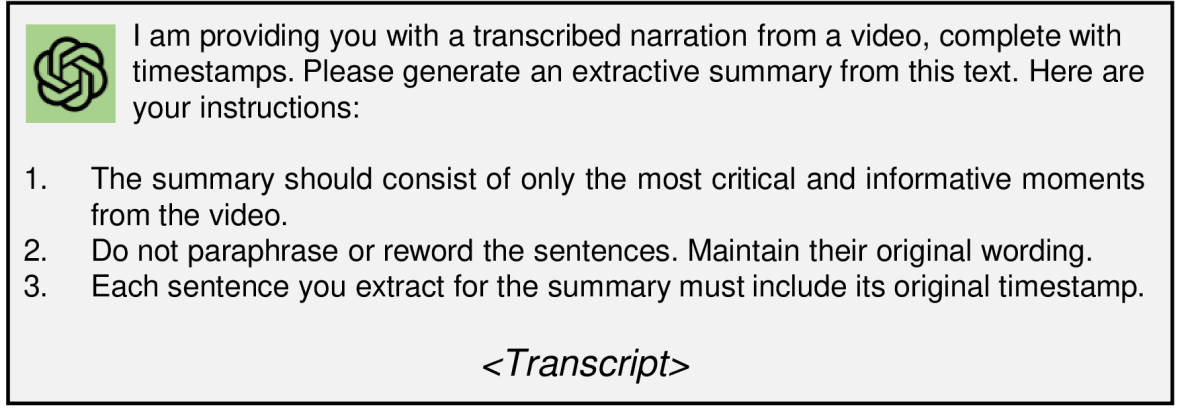 I am providing you with a transcribed narration from a video, complete with
timestamps. Please generate an extractive summary from this text. Here are
your instructions:
1. The summary should consist of only the most critical and informative moments
from the video.
2. Do not paraphrase or reword the sentences. Maintain their original wording.
3. Each sentence you extract for the summary must include its original timestamp.
<Transcript>